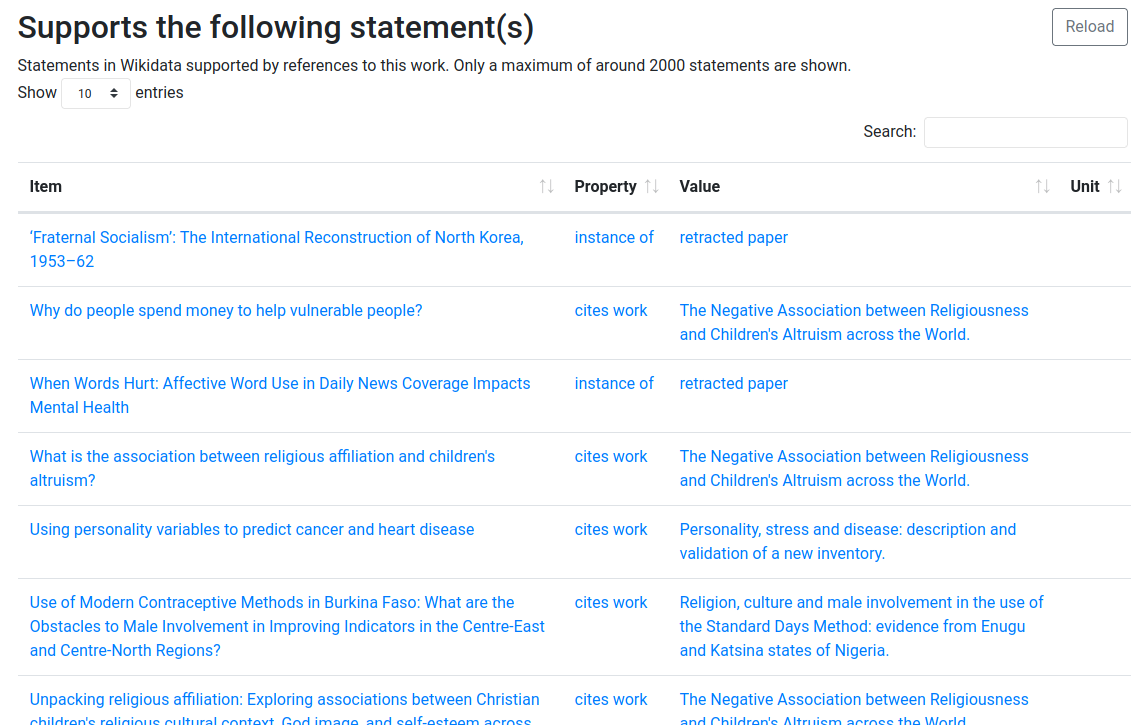 Supports the following statement(s)
Reload
Statements in Wikidata supported by references to this work. Only a maximum of around 2000 statements are shown.
Show 10 entries
Search:
Item Property Value Unit
‘Fraternal Socialism’: The International Reconstruction of North Korea, instance of retracted paper
1953–62
Why do people spend money to help vulnerable people? cites work The Negative Association between Religiousness
and Children's Altruism across the World.
When Words Hurt: Affective Word Use in Daily News Coverage Impacts instance of retracted paper
Mental Health
What is the association between religious affiliation and children's cites work The Negative Association between Religiousness
altruism? and Children's Altruism across the World.
Using personality variables to predict cancer and heart disease cites work Personality, stress and disease: description and
validation of a new inventory.
Use of Modern Contraceptive Methods in Burkina Faso: What are the cites work Religion, culture and male involvement in the use of
Obstacles to Male Involvement in Improving Indicators in the Centre-East the Standard Days Method: evidence from Enugu
and Centre-North Regions? and Katsina states of Nigeria.
Unpacking religious affiliation: Exploring associations between Christian cites work The Negative Association between Religiousness
children's religious cultural context, God image, and self-esteem across and Children's Altruism across the World.